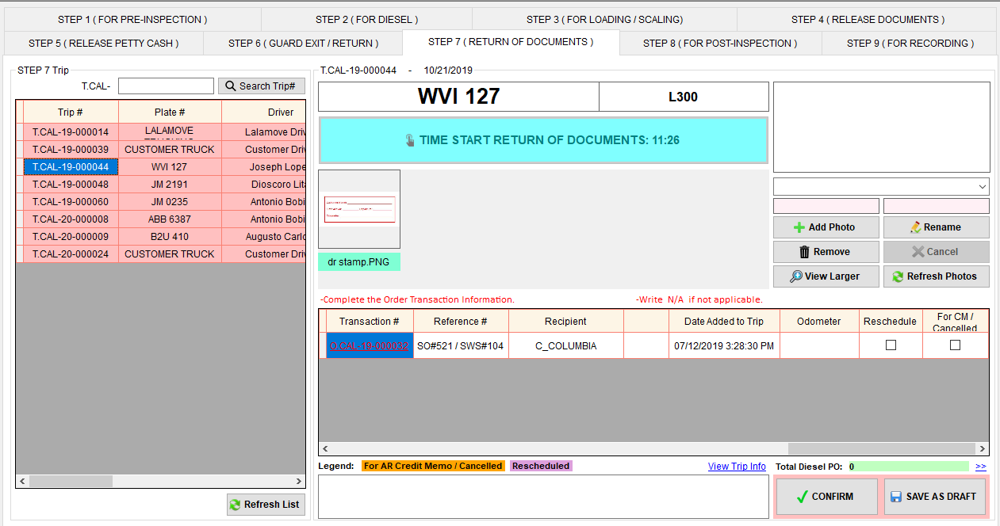 STEP 1 ( FOR PRE-INSPECTION )
STEP 2 ( FOR DIESEL )
STEP 3 ( FOR LOADING / SCALING)
STEP 4 ( RELEASE DOCUMENTS )
STEP 5 ( RELEASE PETTY CASH )
STEP 6 ( GUARD EXIT / RETURN )
STEP 7 ( RETURN OF DOCUMENTS )
STEP 8 ( FOR POST-INSPECTION )
STEP 9 ( FOR RECORDING )
STEP 7 Trip
T.CAL-
Search Trip#
Trip # Plate # Driver
T.CAL-19-000014 LALAMOVE Lalamove Driv
T.CAL-19-000039 CUSTOMER TRUCK Customer Driv
T.CAL-19-000044 WVI 127 Joseph Lope
T.CAL-19-000048 JM 2191 Dioscoro Lita
T.CAL-19-000060 JM 0235 Antonio Bobi
T.CAL-20-000008 ABB 6387 Antonio Bobi
T.CAL-20-000009 B2U 410 Augusto Carlo
T.CAL-20-000024 CUSTOMER TRUCK Customer Driv
Refresh List
T.CAL-19-000044 - 10/21/2019
WVI 127
L300
TIME START RETURN OF DOCUMENTS: 11:26
dr stamp.PNG
Add Photo
Rename
Remove
Cancel
View Larger
Refresh Photos
-Complete the Order Transaction Information.
-Write N/A if not applicable.
Transaction # Reference # Recipient Date Added to Trip Odometer Reschedule For CM / Cancelled
O.CAL-19-000032 SO#521 / SWS#104 C_COLUMBIA 07/12/2019 3:28:30 PM
Legend: For AR Credit Memo / Cancelled Rescheduled
View Trip Info
Total Diesel PO: 0
>>
CONFIRM
SAVE AS DRAFT